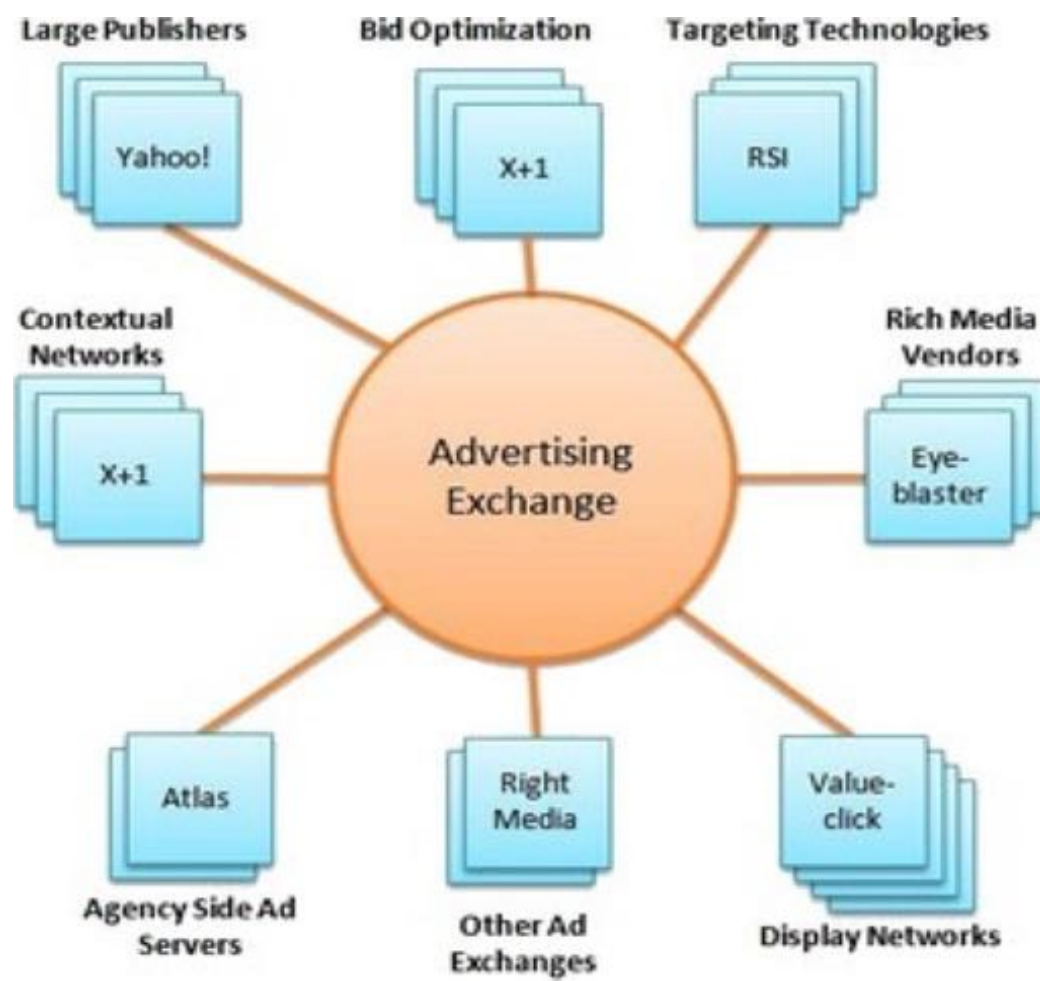 Large Publishers
Bid Optimization
Targeting Technologies
Yahoo!
X+1
RSI
Contextual
Networks
X+1
Advertising
Exchange
Rich Media
Vendors
Eye-
blaster
Atlas
Agency Side Ad
Servers
Right
Media
Other Ad
Exchanges
Value-
click
Display Networks